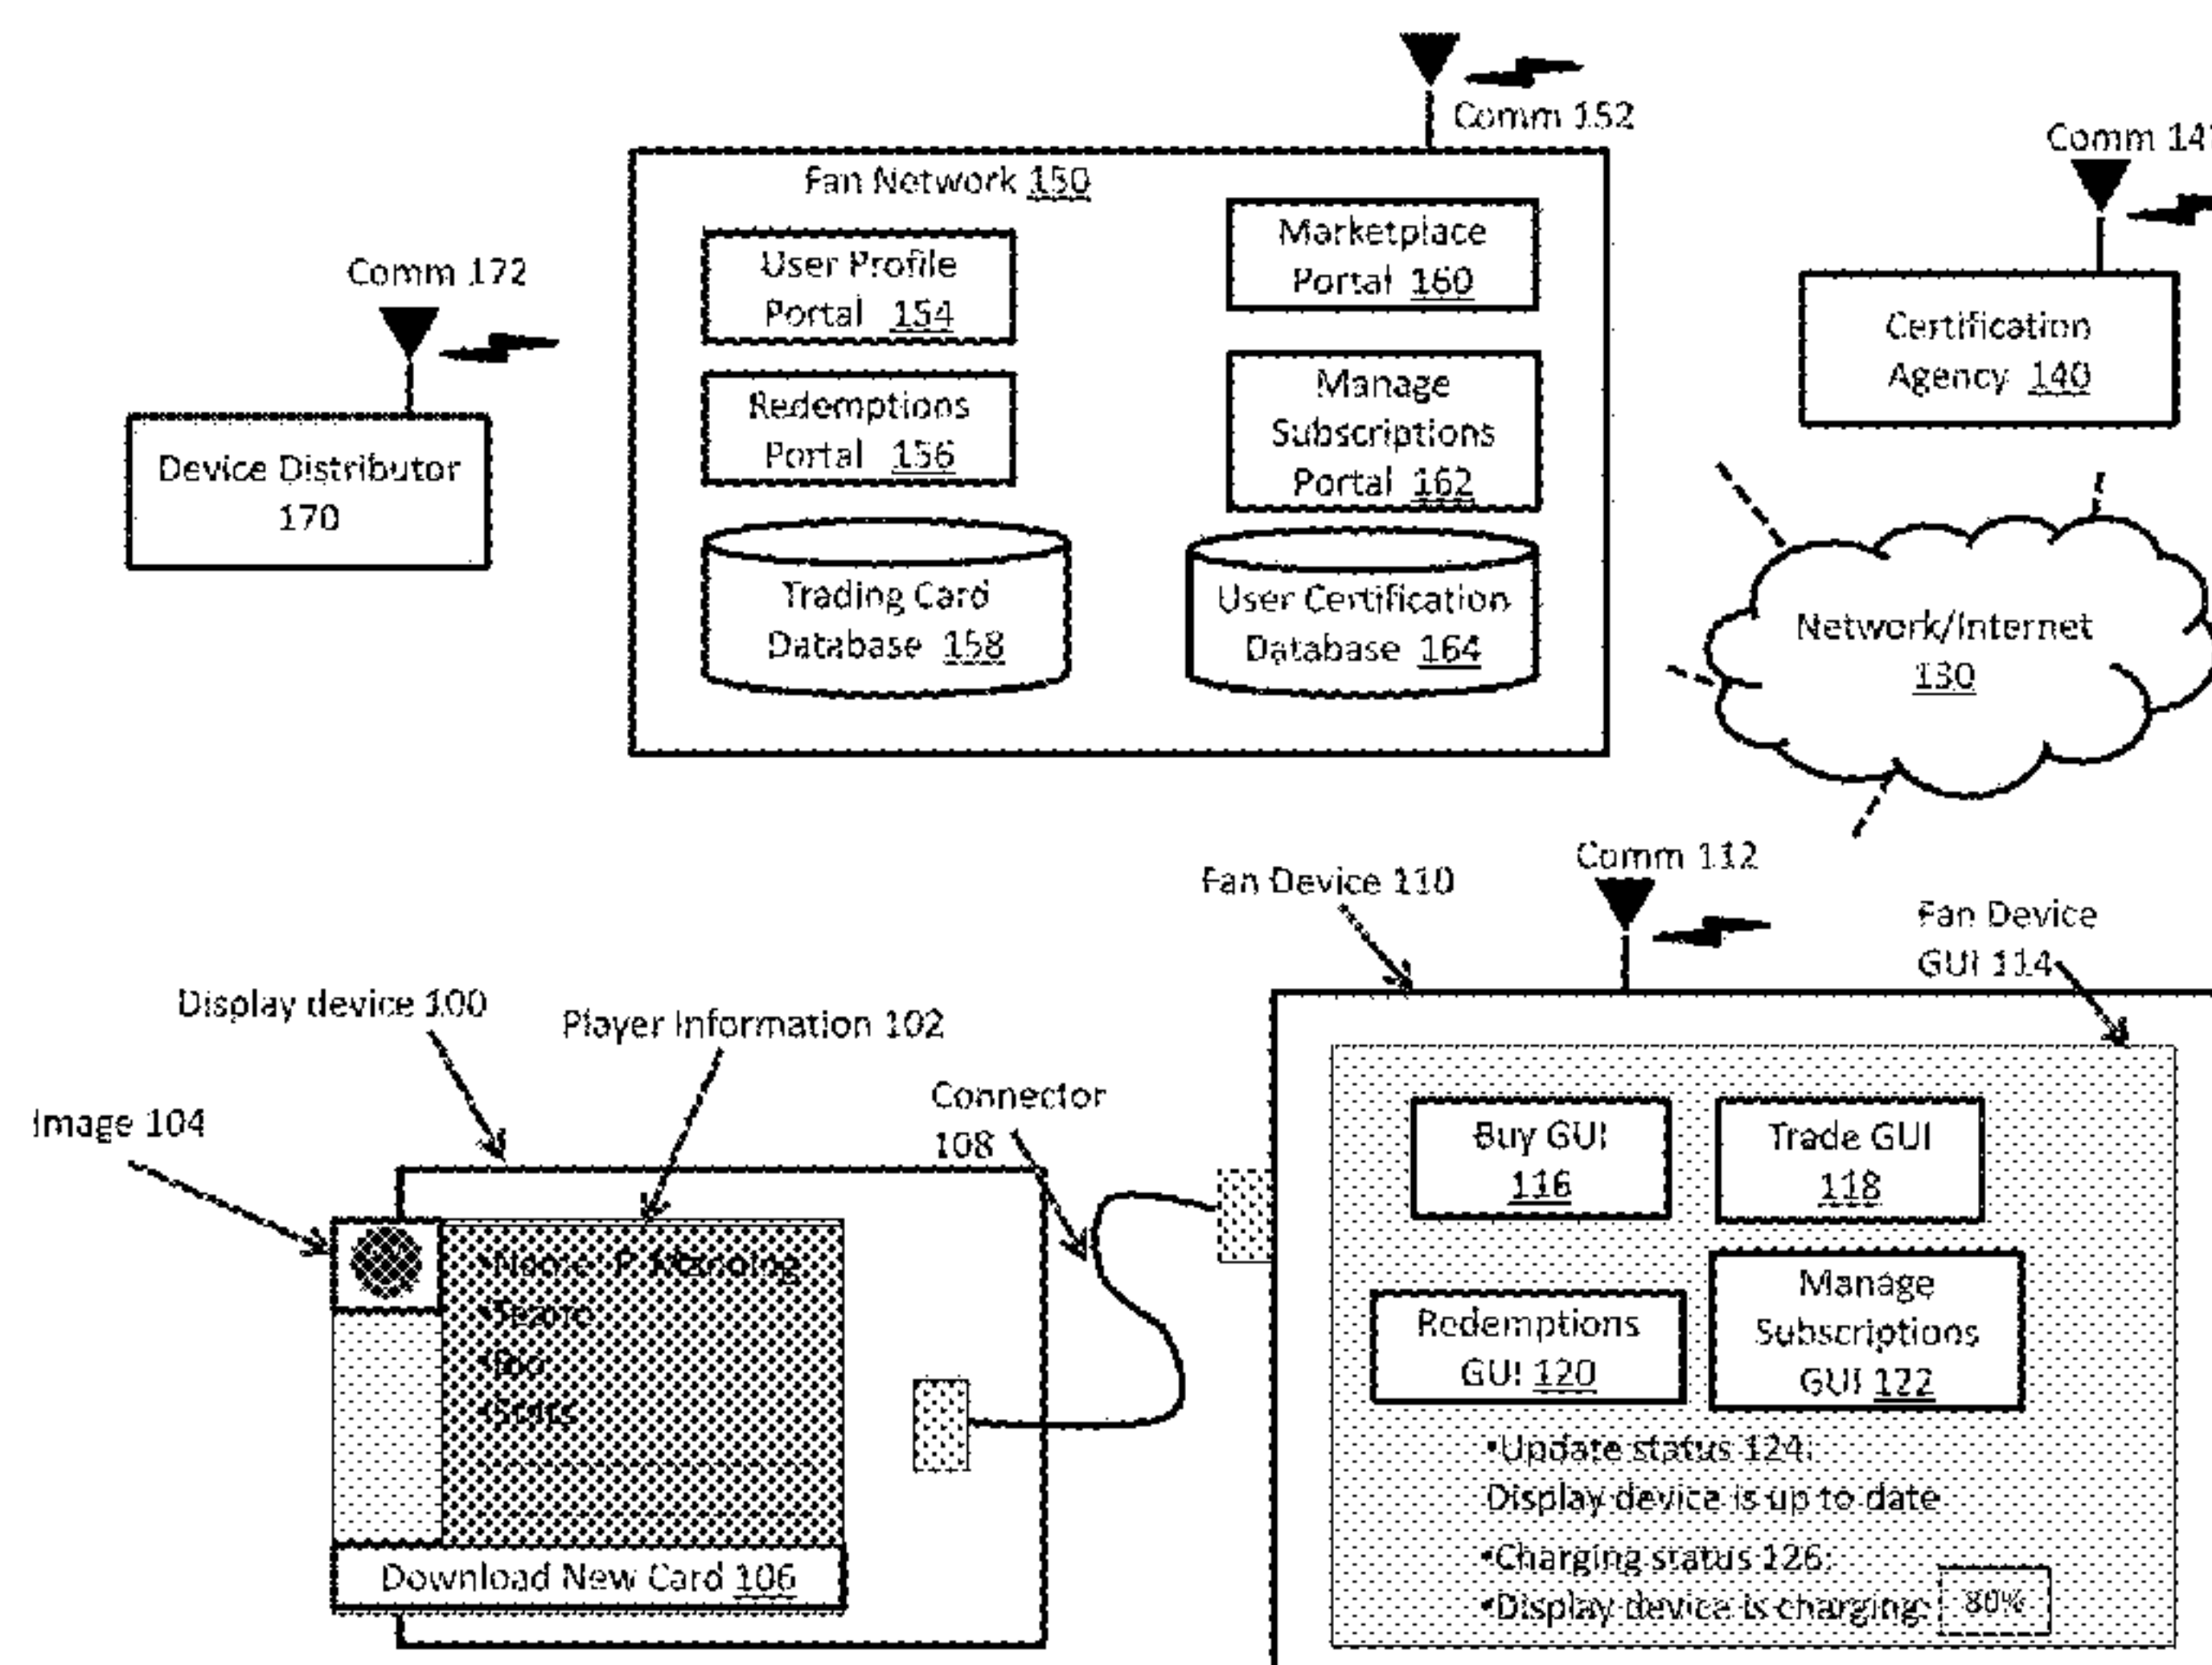 Comm 152
Comm 14
Fan Network 150
Marketplace
Portal 160
User Profile
Portal 154
Comm 172
Certification
Agency 140
Manage
Subscriptions
Portal 162
Redemptions
Portal 156
Device Distributor
170
Trading Card
Database 158
User Certification
Database 164
Network/Internet
130
Comm 112
Fan Device 110
Fan Device
GUI 114
Display device 100
Player Information 102
Connector
108
Image 104
Buy GUI
116
Trade GUI
118
•Name P Manning
•Bio
•Stats
Manage
Subscriptions
GUI 122
Redemptions
GUI 120
•Update status 124:
Display device is up to date
•Charging status 126:
•Display device is charging: 80%
Download New Card 106